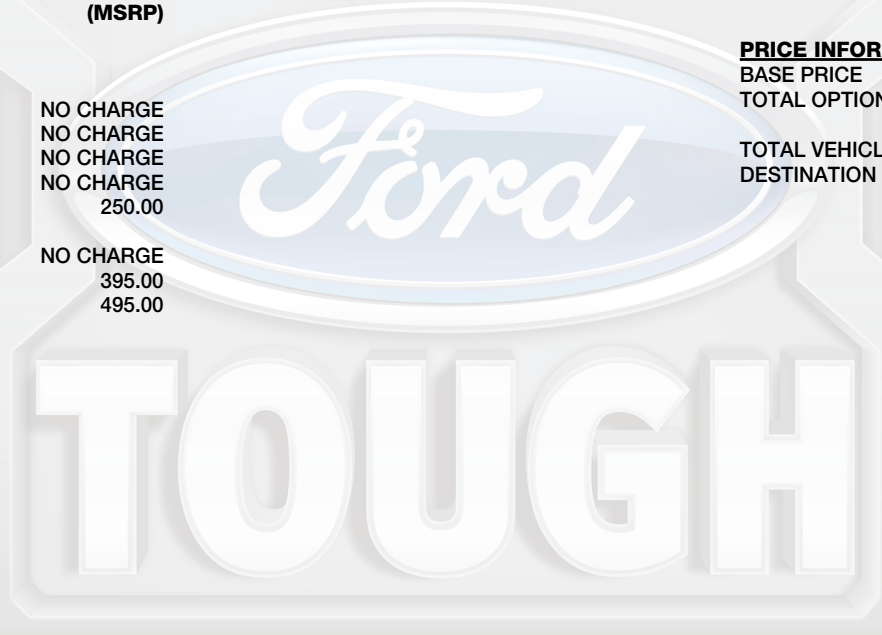 (MSRP)
NO CHARGE
NO CHARGE
NO CHARGE
NO CHARGE
250.00
NO CHARGE
395.00
495.00
PRICE INFOR
BASE PRICE
TOTAL OPTION
TOTAL VEHICL
DESTINATION
Ford
TOUGH